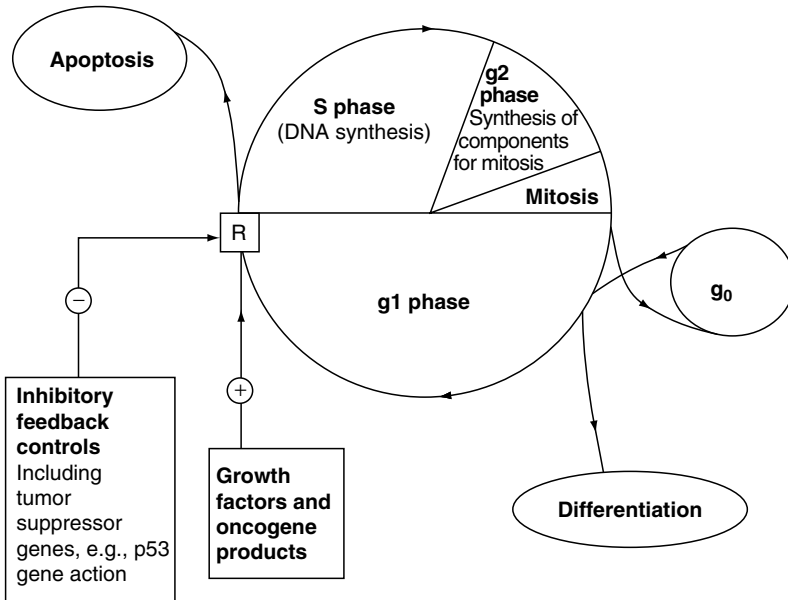 Apoptosis
S phase
(DNA synthesis)
g2
phase
Synthesis of
components
for mitosis
Mitosis
R
g1 phase
g0
−
+
Inhibitory
feedback
controls
Including
tumor
suppressor
genes, e.g., p53
gene action
Growth
factors and
oncogene
products
Differentiation